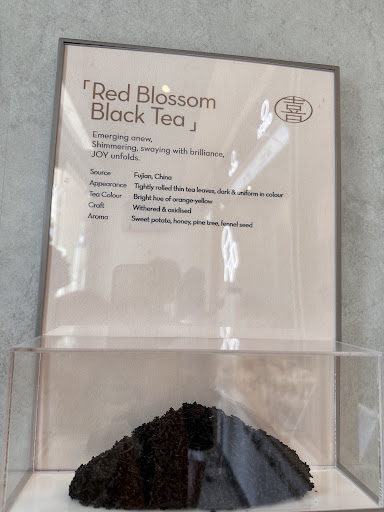 「Red Blossom
Black Tea」
喜
Emerging anew,
Shimmering, swaying with brilliance,
JOY unfolds.
Source Fujian, China
Appearance Tightly rolled thin tea leaves, dark & uniform in colour
Tea Colour Bright hue of orange-yellow
Craft Withered & oxidised
Aroma Sweet potato, honey, pine tree, fennel seed